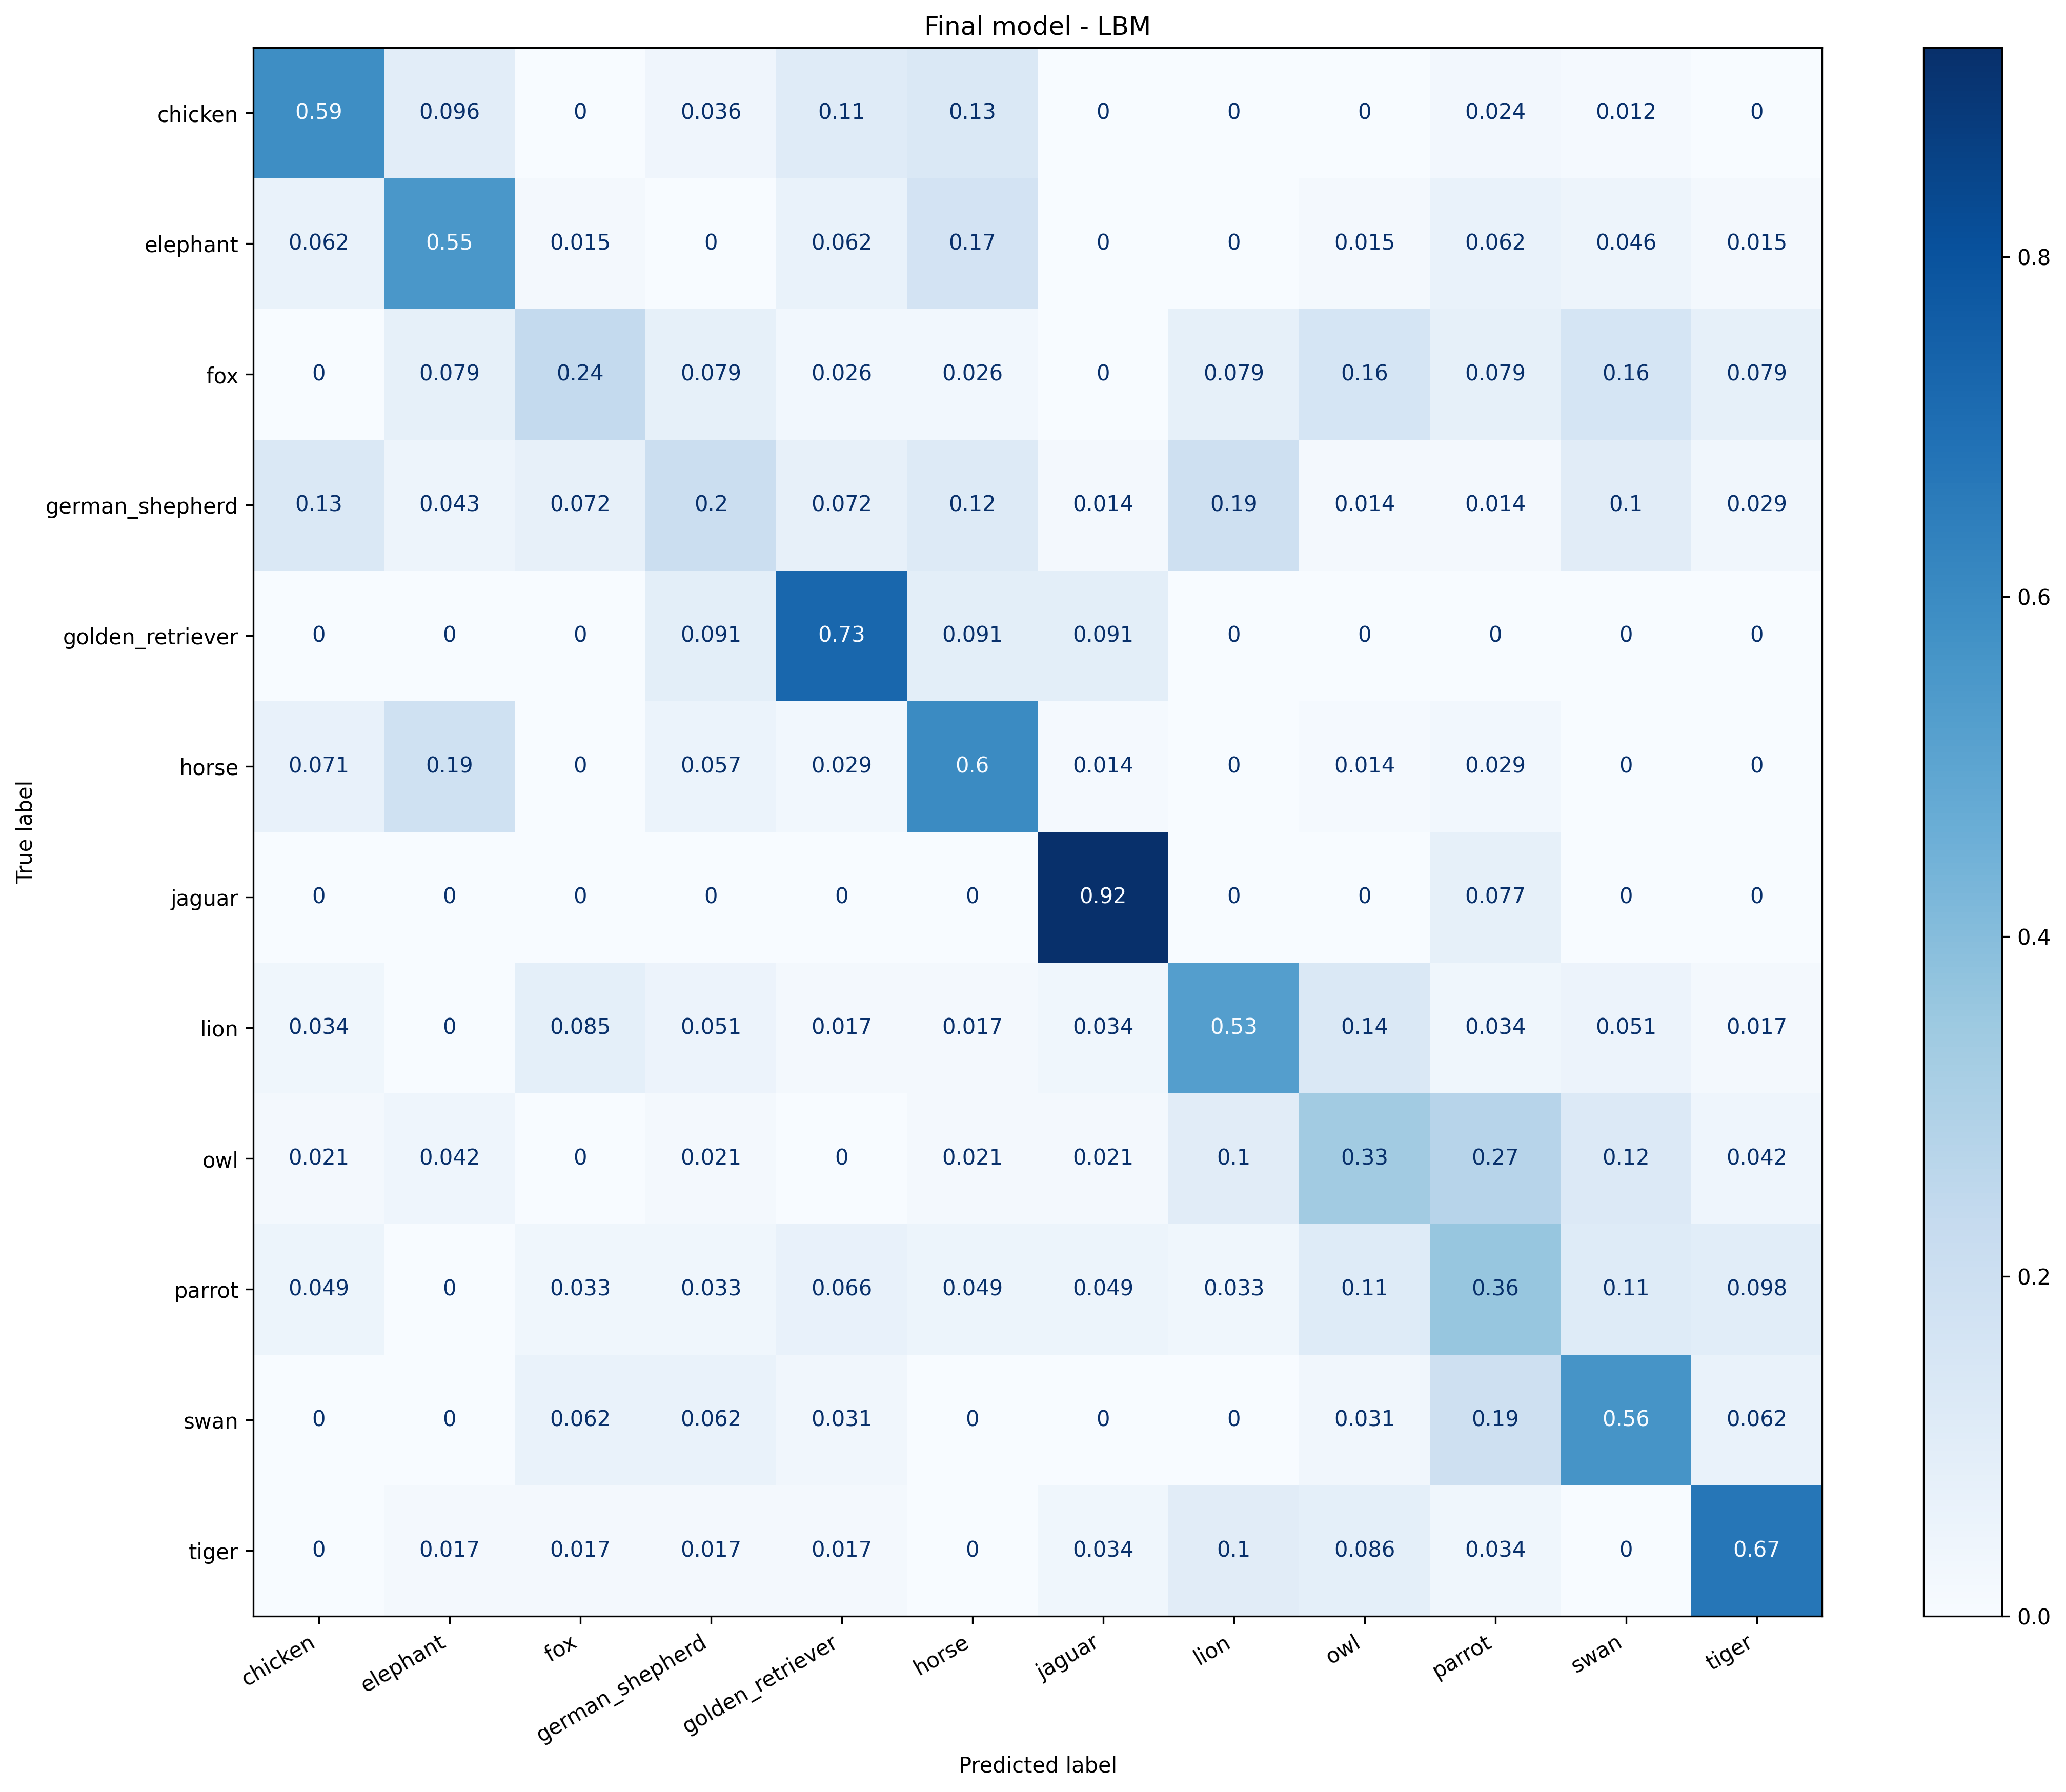 Final model - LBM
chicken 0.59 0.096 0 0.036 0.11 0.13 0 0 0 0.024 0.012 0
elephant 0.062 0.55 0.015 0 0.062 0.17 0 0 0.015 0.062 0.046 0.015
fox 0 0.079 0.24 0.079 0.026 0.026 0 0.079 0.16 0.079 0.16 0.079
german_shepherd 0.13 0.043 0.072 0.2 0.072 0.12 0.014 0.19 0.014 0.014 0.1 0.029
golden_retriever 0 0 0 0.091 0.73 0.091 0.091 0 0 0 0 0
horse 0.071 0.19 0 0.057 0.029 0.6 0.014 0 0.014 0.029 0 0
jaguar 0 0 0 0 0 0 0.92 0 0 0.077 0 0
lion 0.034 0 0.085 0.051 0.017 0.017 0.034 0.53 0.14 0.034 0.051 0.017
owl 0.021 0.042 0 0.021 0 0.021 0.021 0.1 0.33 0.27 0.12 0.042
parrot 0.049 0 0.033 0.033 0.066 0.049 0.049 0.033 0.11 0.36 0.11 0.098
swan 0 0 0.062 0.062 0.031 0 0 0 0.031 0.19 0.56 0.062
tiger 0 0.017 0.017 0.017 0.017 0 0.034 0.1 0.086 0.034 0 0.67
True label
chicken elephant fox german_shepherd golden_retriever horse jaguar lion owl parrot swan tiger
Predicted label
0.8
0.6
0.4
0.2
0.0